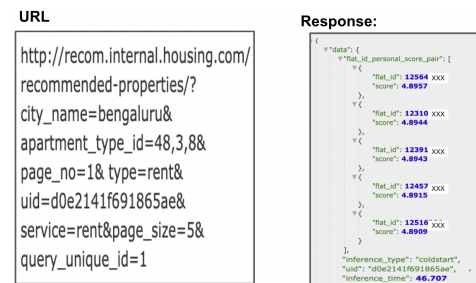 URL
http://recom.internal.housing.com/
recommended-properties/?
city_name=bengaluru&
apartment_type_id=48,3,8&
page_no=1& type=rent&
uid=d0e2141f691865ae&
service=rent&page_size=5&
query_unique_id=1
Response:
{
▼"data": {
▼"flat_id_personal_score_pair": [
▼{
"flat_id": 12564 xxx
"score": 4.8957
},
▼{
"flat_id": 12310 xxx
"score": 4.8944
},
▼{
"flat_id": 12391 xxx
"score": 4.8943
},
▼{
"flat_id": 12457 xxx
"score": 4.8915
},
▼{
"flat_id": 12516 xxx
"score": 4.8909
}
],
"inference_type": "coldstart",
"uid": "d0e2141f691865ae",
"inference_time": 46.707